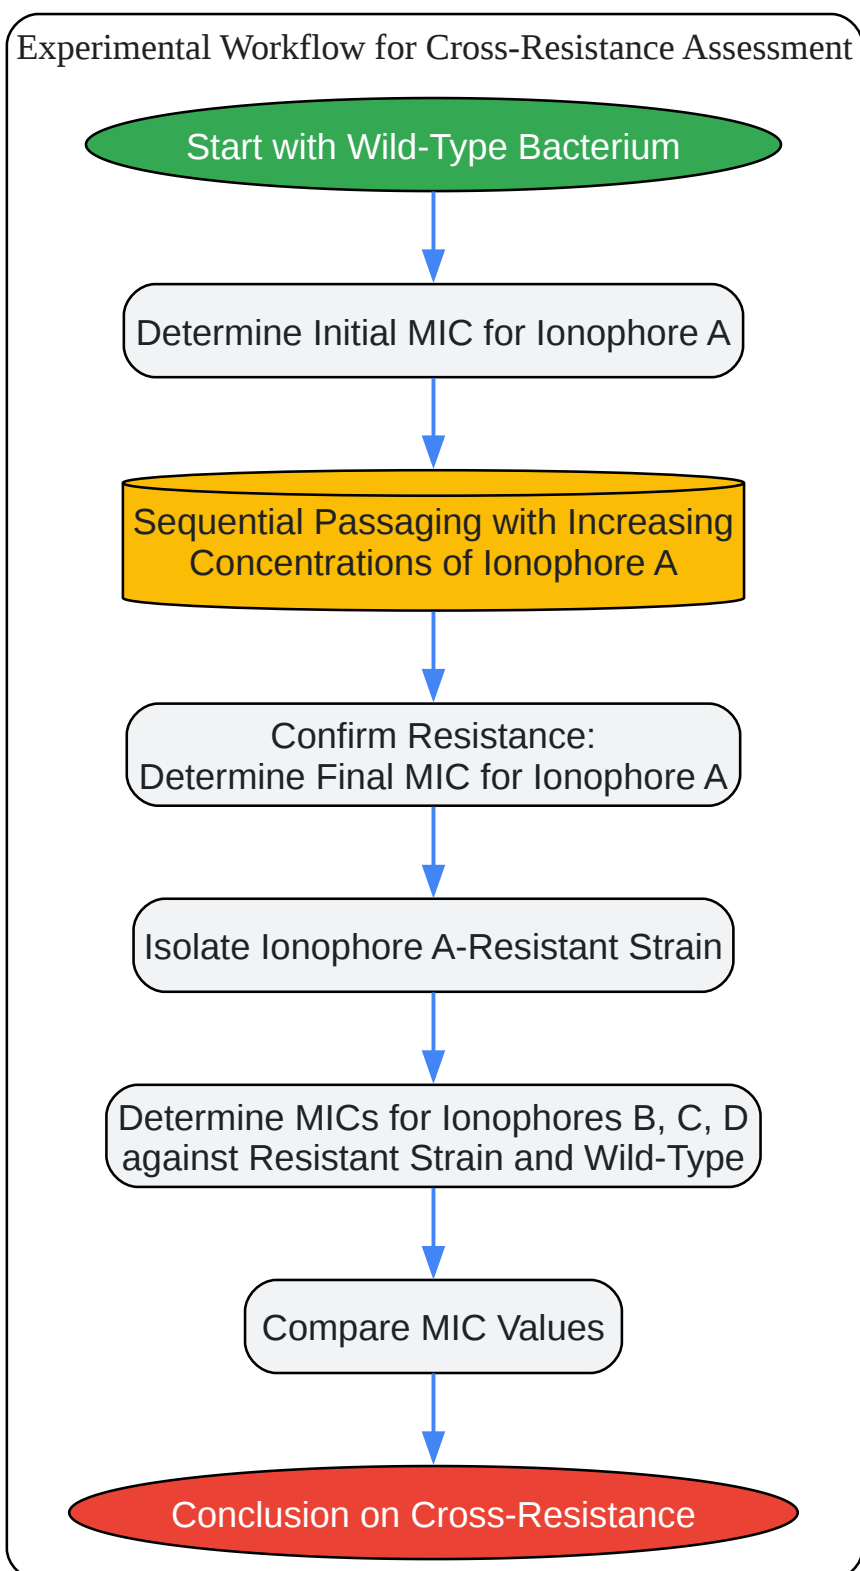 Experimental Workflow for Cross-Resistance Assessment
Start with Wild-Type Bacterium
Determine Initial MIC for Ionophore A
Sequential Passaging with Increasing
Concentrations of Ionophore A
Confirm Resistance:
Determine Final MIC for Ionophore A
Isolate Ionophore A-Resistant Strain
Determine MICs for Ionophores B, C, D
against Resistant Strain and Wild-Type
Compare MIC Values
Conclusion on Cross-Resistance